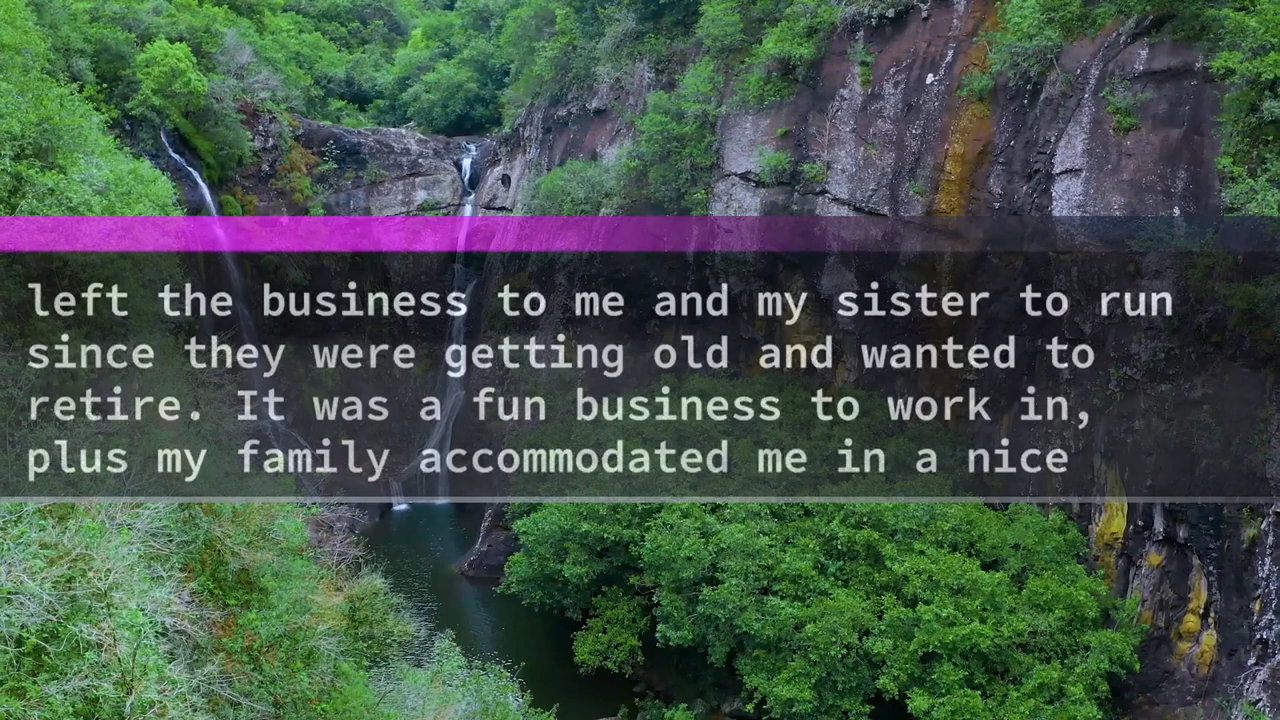 left the business to me and my sister to run
since they were getting old and wanted to
retire. It was a fun business to work in,
plus my family accommodated me in a nice